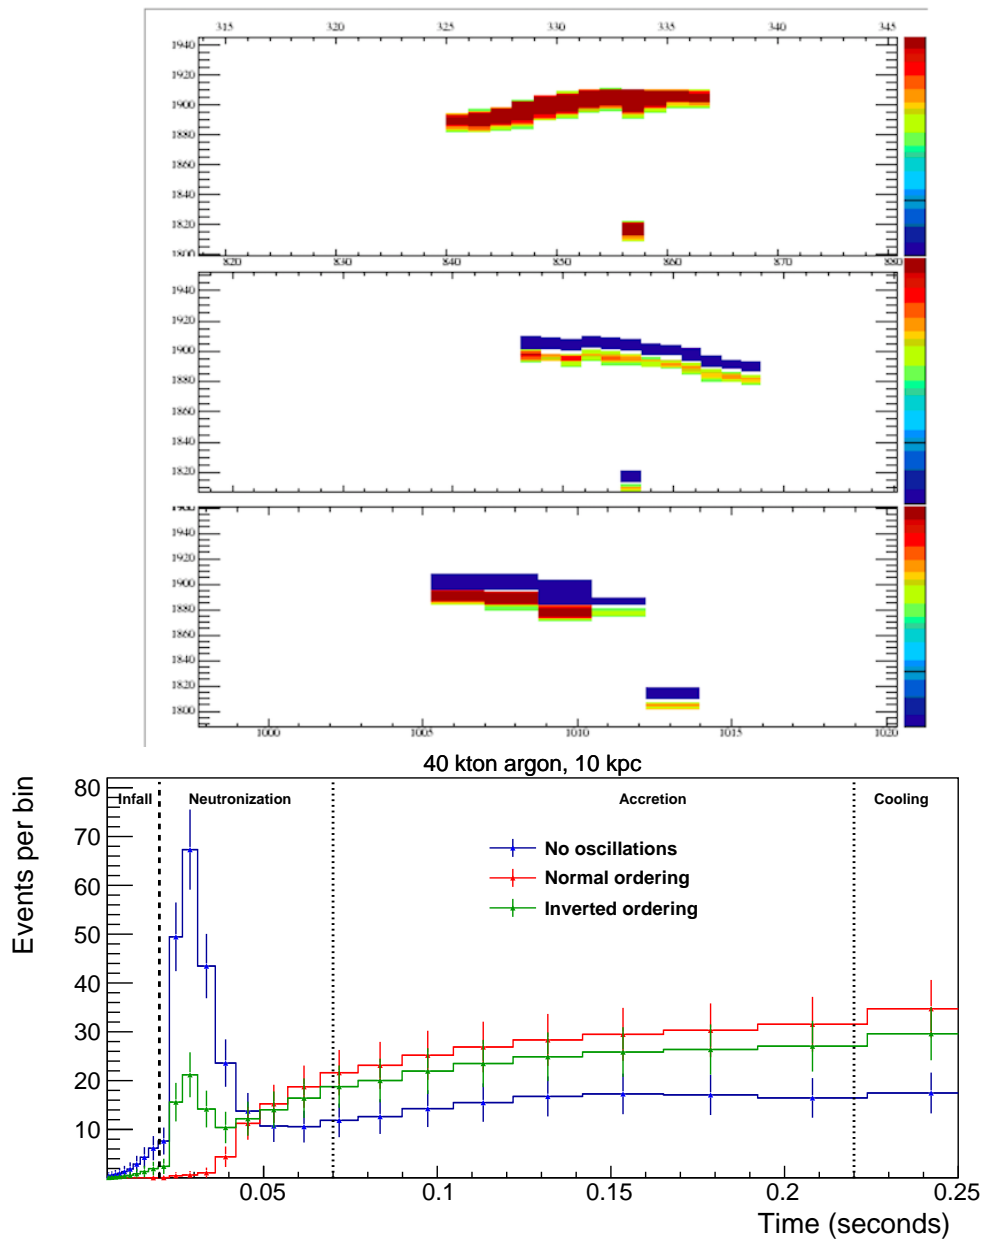 315 320 325 330 335 340 345
1940
1920
1900
1880
1860
1840
1820
1800
820 830 840 850 860 870 880
1940
1920
1900
1880
1860
1840
1820
1960
1940
1920
1900
1880
1860
1840
1820
1800
1000 1005 1010 1015 1020
40 kton argon, 10 kpc
Infall Neutronization Accretion Cooling
No oscillations
Normal ordering
Inverted ordering
Events per bin
80
70
60
50
40
30
20
10
0.05 0.1 0.15 0.2 0.25
Time (seconds)